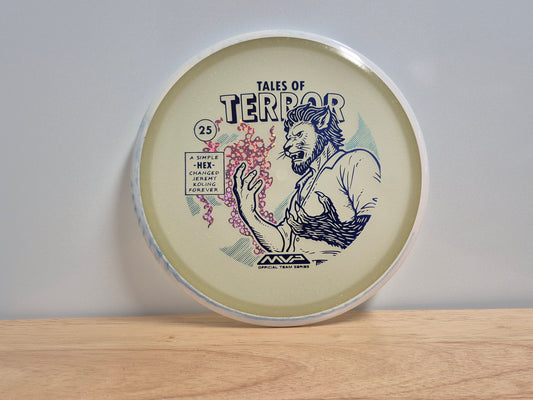 TALES OF
TERROR
25
A SIMPLE
-HEX-
CHANGED
JEREMY
KOLING
FOREVER
MVP
OFFICIAL TEAM SERIES